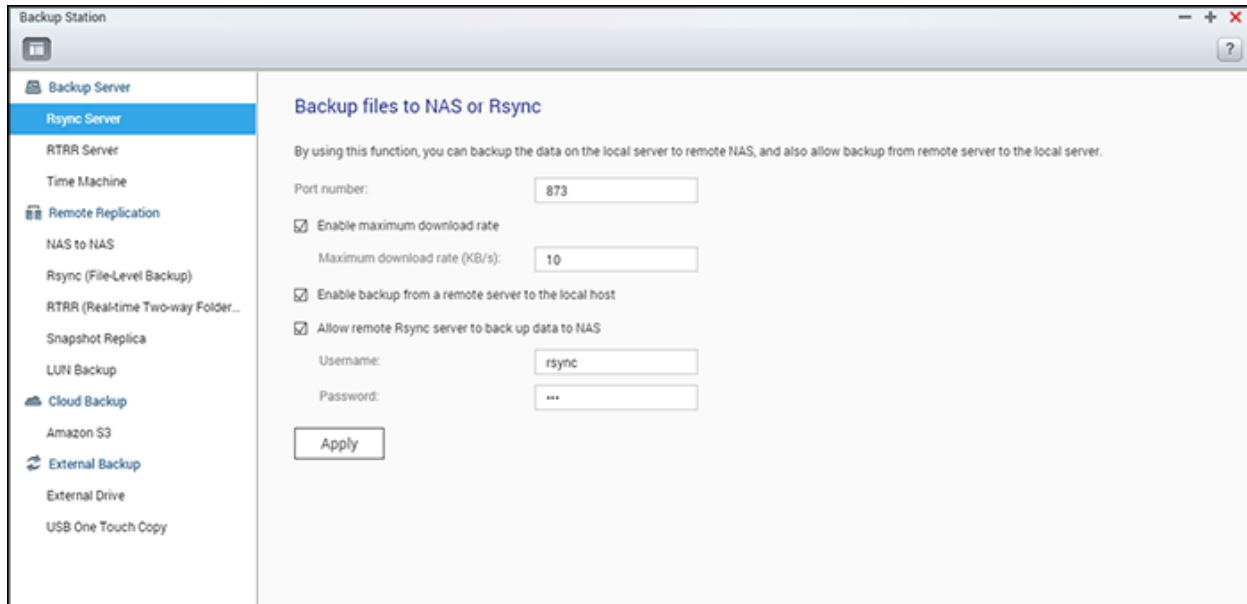 Backup Station
Backup Server
Rsync Server
RTRR Server
Time Machine
Remote Replication
NAS to NAS
Rsync (File-Level Backup)
RTRR (Real-time Two-way Folder...
Snapshot Replica
LUN Backup
Cloud Backup
Amazon S3
External Backup
External Drive
USB One Touch Copy
Backup files to NAS or Rsync
By using this function, you can backup the data on the local server to remote NAS, and also allow backup from remote server to the local server.
Port number: 873
Enable maximum download rate
Maximum download rate (KB/s): 10
Enable backup from a remote server to the local host
Allow remote Rsync server to back up data to NAS
Username: rsync
Password: •••
Apply